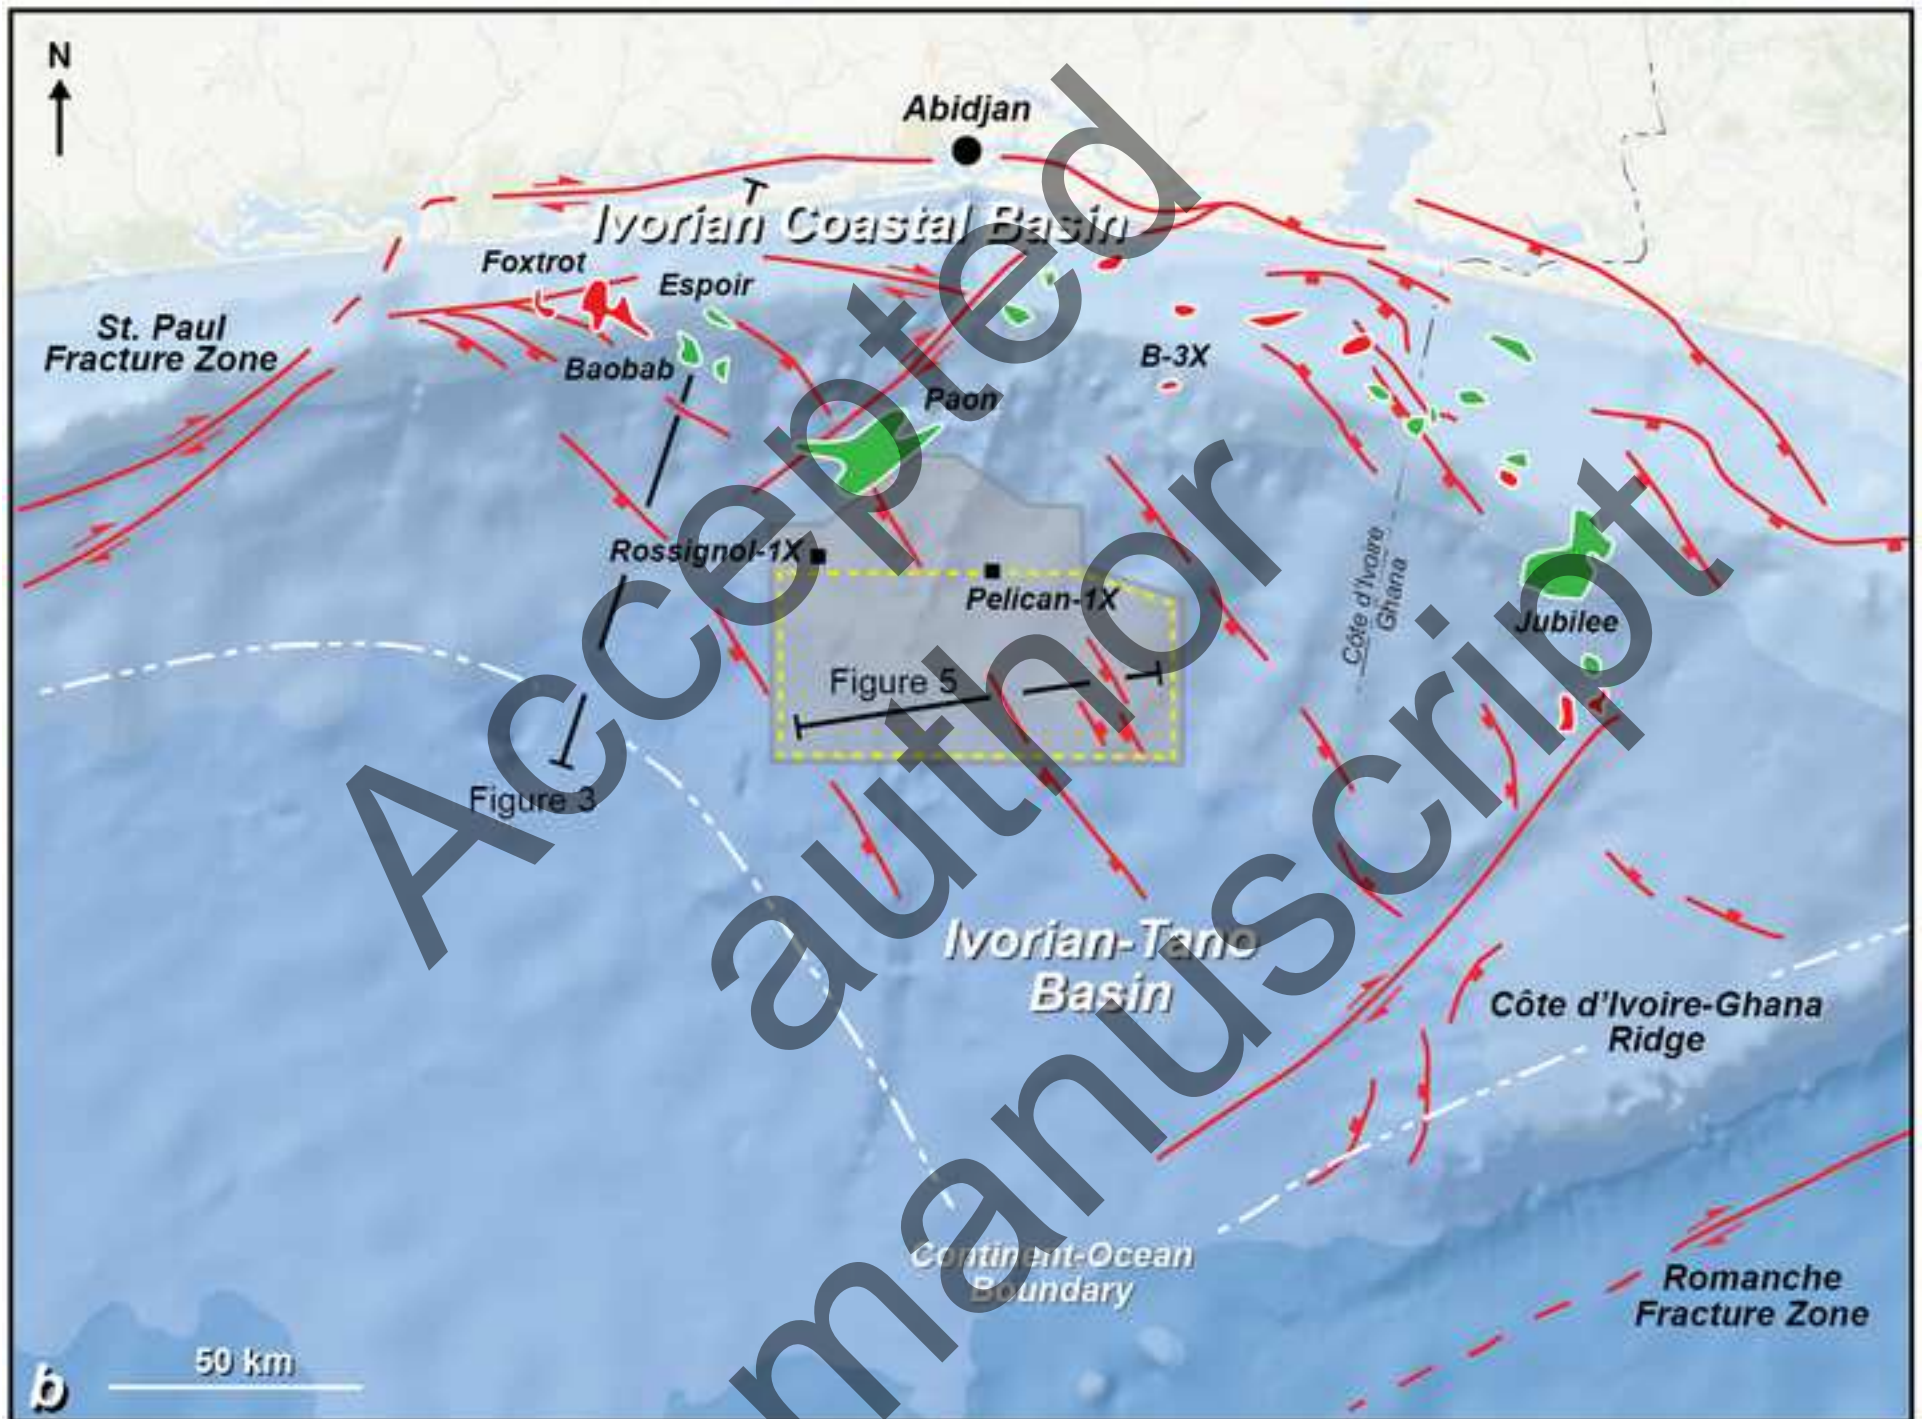 N
Abidjan
T
Ivorian Coastal Basin
Foxtrot
Espoir
St. Paul
Fracture Zone
Baobab
B-3X
Paon
Rossignol-1X
Pelican-1X
Côte d'Ivoire
Ghana
Jubilee
Figure 5
Figure 3
Ivorian-Tano
Basin
Côte d'Ivoire-Ghana
Ridge
Continent-Ocean
Boundary
Romanche
Fracture Zone
50 km
b
Accepted
author
manuscript